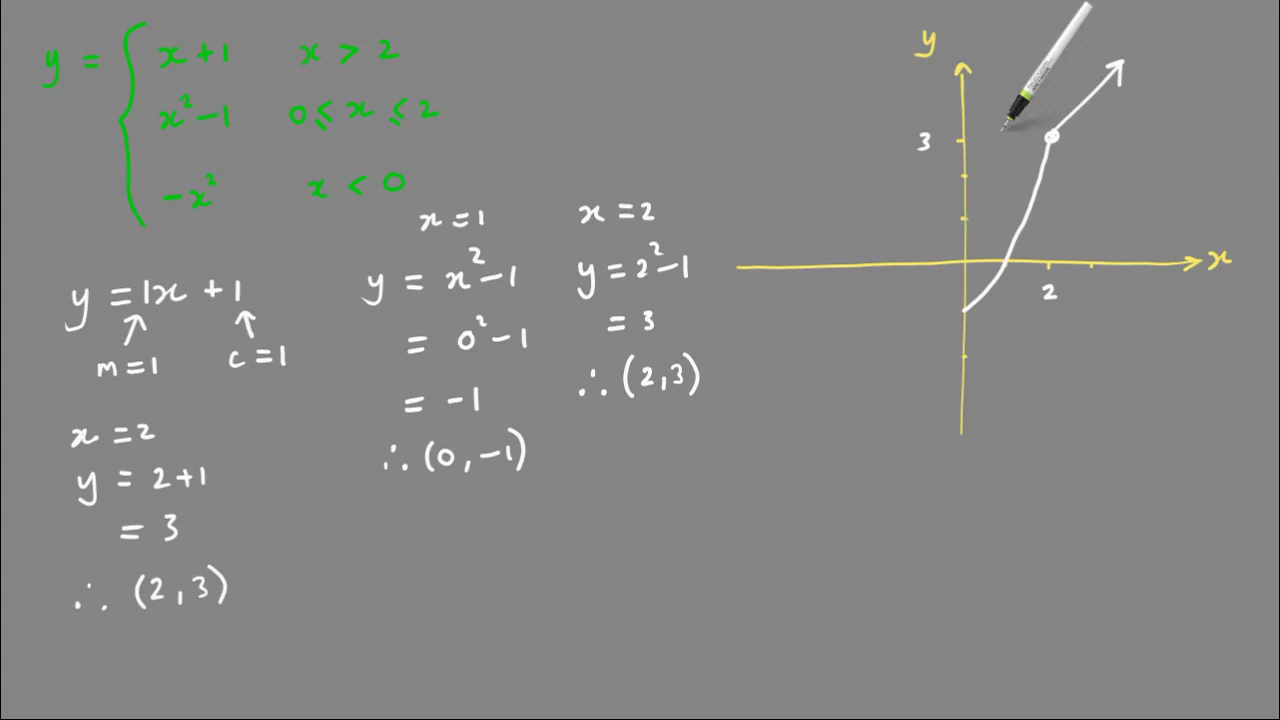 y = { x+1 x > 2
x²-1 0 ≤ x ≤ 2
-x² x < 0
y = 1x + 1
m=1 c=1
x = 2
y = 2+1
= 3
∴ (2,3)
x = 1
y = x²-1
= 0²-1
= -1
∴ (0,-1)
x = 2
y = 2²-1
= 3
∴ (2,3)
y
3
x
2